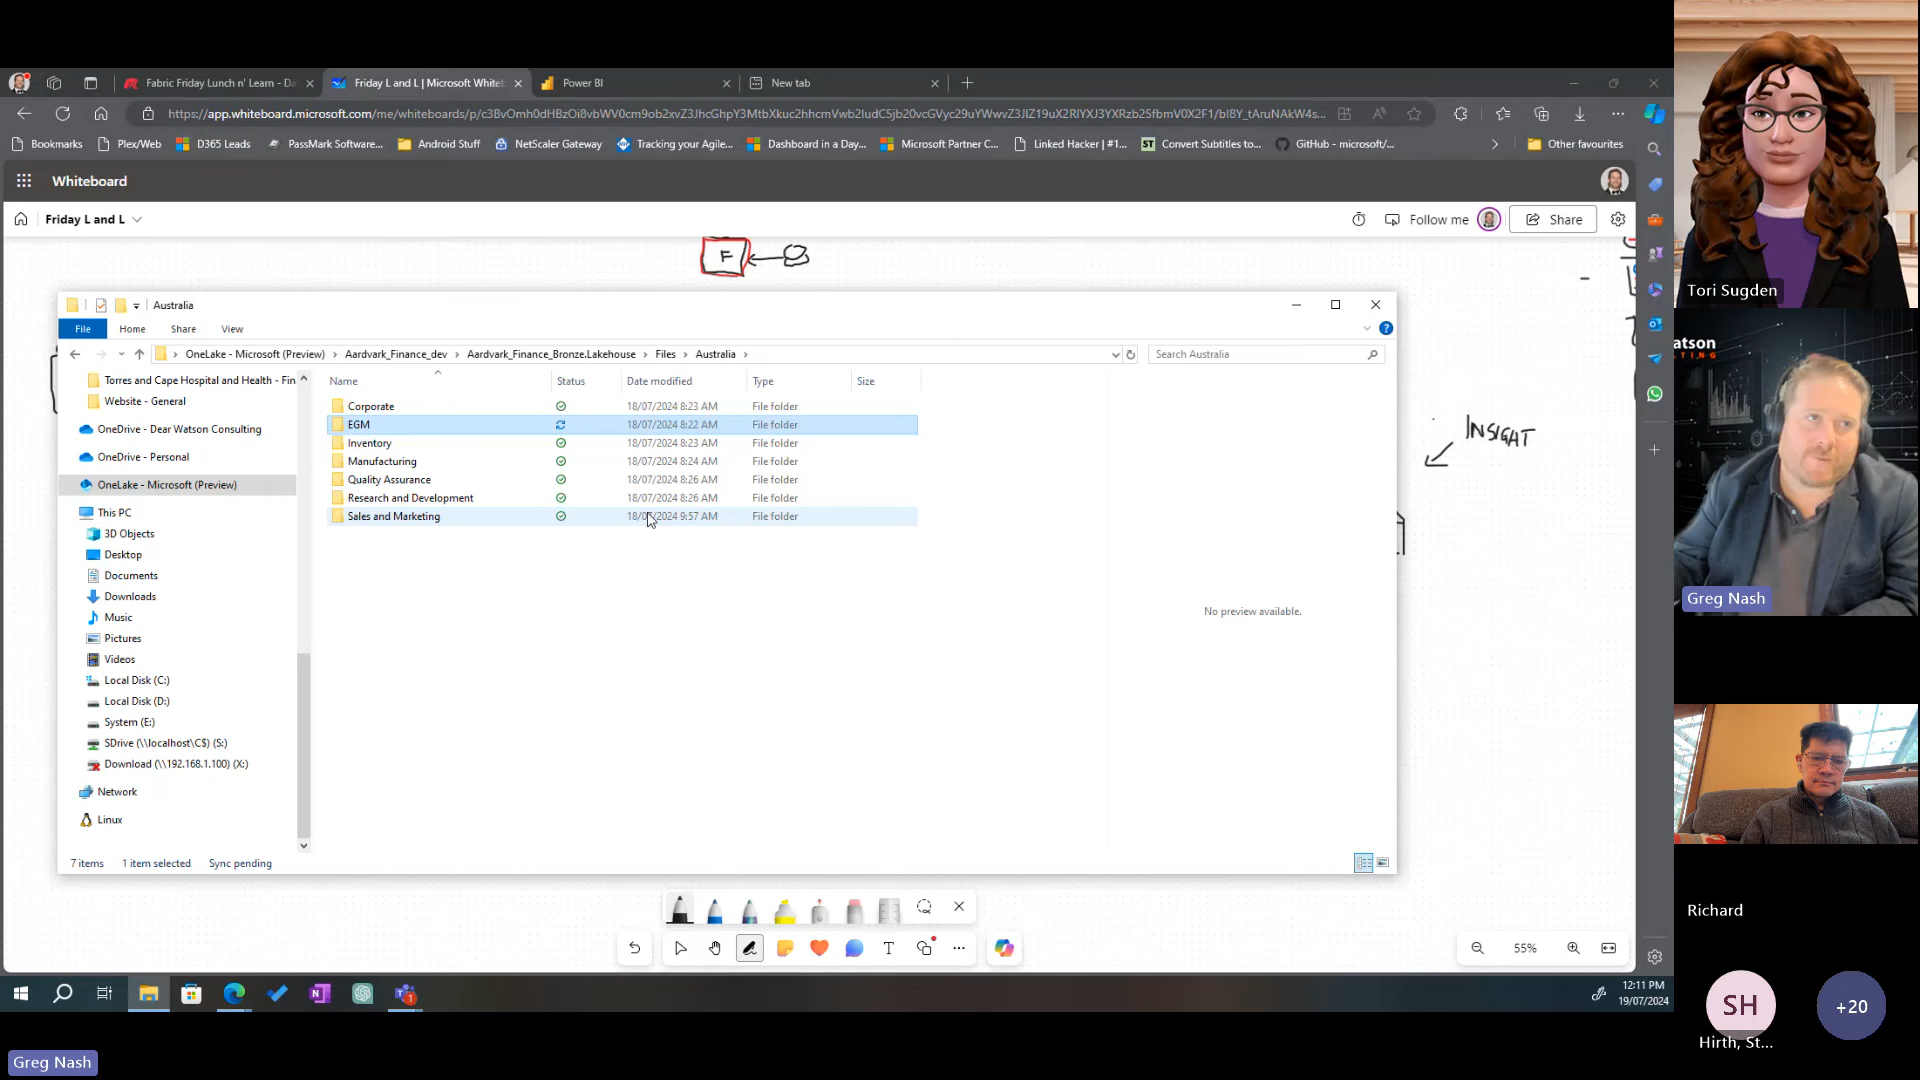 Fabric Friday Lunch n' Learn - Da
Friday L and L | Microsoft Whiteb
Power BI
New tab
https://app.whiteboard.microsoft.com/me/whiteboards/p/
Bookmarks
Plex/Web
D365 Leads
PassMark Software...
Android Stuff
NetScaler Gateway
Tracking your Agile...
Dashboard in a Day...
Microsoft Partner C...
Linked Hacker | #1...
ST
Convert Subtitles to...
GitHub - microsoft/...
Other favourites
Whiteboard
Friday L and L
Follow me
Share
F
INSIGHT
Australia
File
Home
Share
View
OneLake - Microsoft (Preview)
Aardvark_Finance_dev
Aardvark_Finance_Bronze.Lakehouse
Files
Australia
Search Australia
Torres and Cape Hospital and Health - Fin
Website - General
OneDrive - Dear Watson Consulting
OneDrive - Personal
OneLake - Microsoft (Preview)
This PC
3D Objects
Desktop
Documents
Downloads
Music
Pictures
Videos
Local Disk (C:)
Local Disk (D:)
System (E:)
SDrive (\\localhost\C$) (S:)
Download (\\192.168.1.100) (X:)
Network
Linux
Name Status Date modified Type Size
Corporate 18/07/2024 8:23 AM File folder
EGM 18/07/2024 8:22 AM File folder
Inventory 18/07/2024 8:23 AM File folder
Manufacturing 18/07/2024 8:24 AM File folder
Quality Assurance 18/07/2024 8:26 AM File folder
Research and Development 18/07/2024 8:26 AM File folder
Sales and Marketing 18/07/2024 9:57 AM File folder
No preview available.
7 items 1 item selected Sync pending
55%
12:11 PM
19/07/2024
Tori Sugden
atson
TING
Greg Nash
Richard
SH
+20
Hirth, St...
Greg Nash